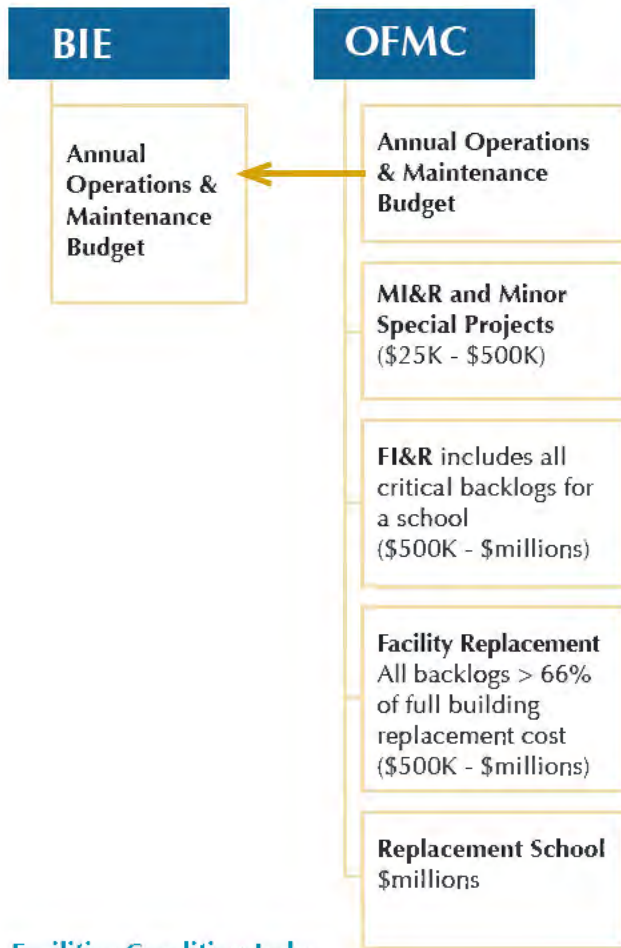 BIE
Annual
Operations &
Maintenance
Budget
OFMC
Annual Operations
& Maintenance
Budget
MI&R and Minor
Special Projects
($25K - $500K)
FI&R includes all
critical backlogs for
a school
($500K - $millions)
Facility Replacement
All backlogs > 66%
of full building
replacement cost
($500K - $millions)
Replacement School
$millions